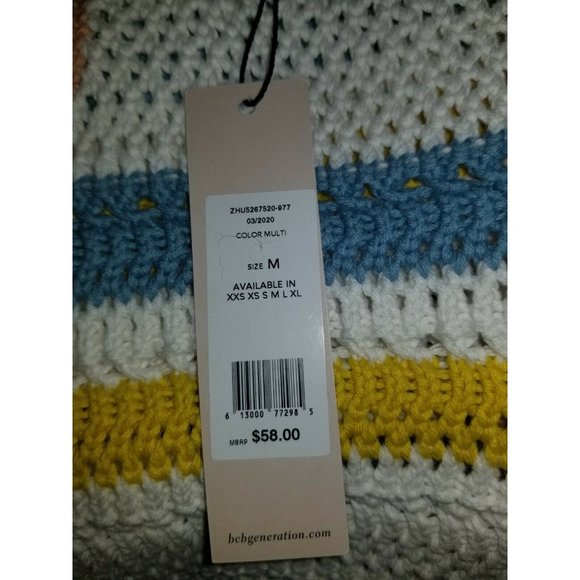 ZHU5267520-977
03/2020
COLOR MULTI
SIZE M
AVAILABLE IN
XXS XS S M L XL
6 13000 77298 5
MSRP $58.00
bcbgeneration.com